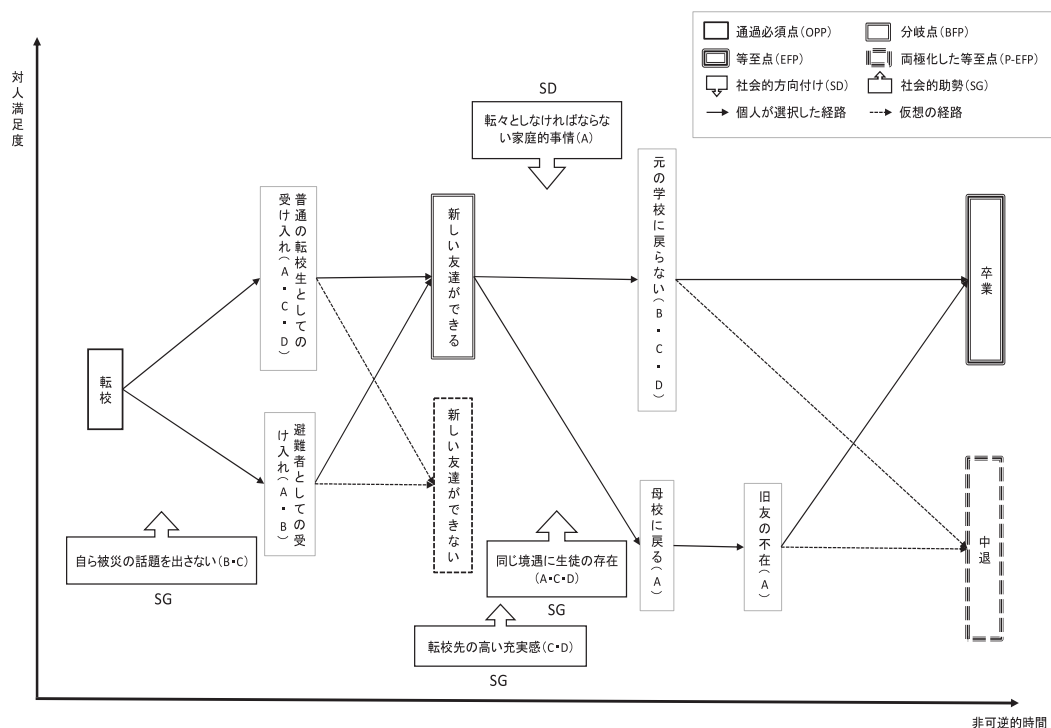 通過必須点(OPP)
分岐点(BFP)
等至点(EFP)
両極化した等至点(P-EFP)
社会的方向付け(SD)
社会的助勢(SG)
個人が選択した経路
仮想の経路
対人満足度
SD
転々としなければならな
い家庭的事情(A)
転校
普通の転校生としての
受け入れ(A・C・D)
避難者としての受
け入れ(A・B)
新しい友達ができる
新しい友達ができない
元の学校に戻らない(B・C・D)
母校に戻る(A)
旧友の不在(A)
卒業
中退
自ら被災の話題を出さない(B・C)
SG
同じ境遇に生徒の存在
(A・C・D)
SG
転校先の高い充実感(C・D)
SG
非可逆的時間